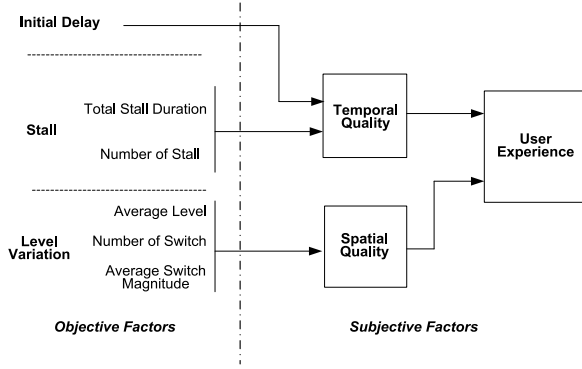 Initial Delay
Total Stall Duration
Stall
Number of Stall
Average Level
Level
Variation
Number of Switch
Average Switch
Magnitude
Temporal
Quality
User
Experience
Spatial
Quality
Objective Factors
Subjective Factors